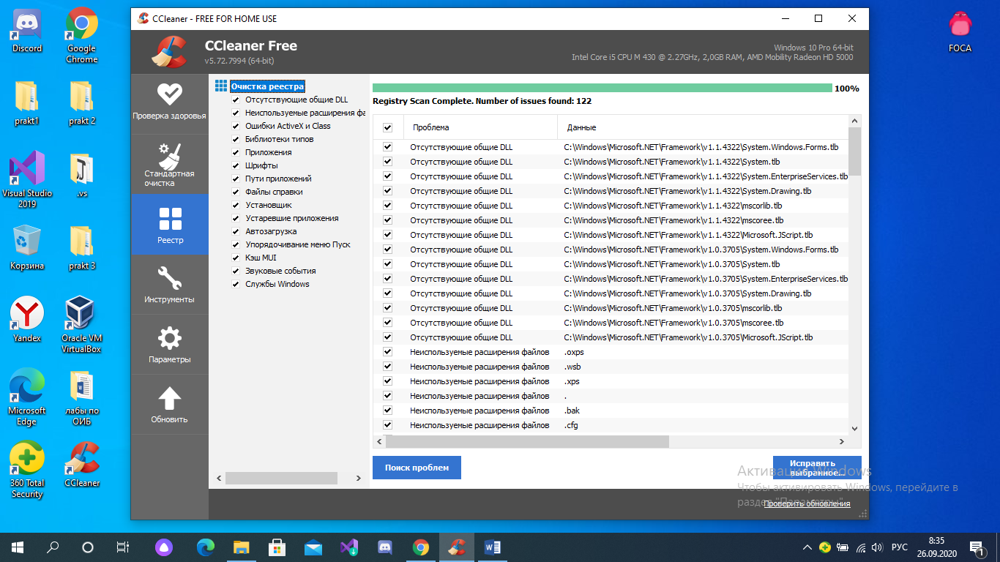 CCleaner - FREE FOR HOME USE
CCleaner Free
v5.72.7994 (64-bit)
Windows 10 Pro 64-bit
Intel Core i5 CPU M 430 @ 2.27GHz, 2,0GB RAM, AMD Mobility Radeon HD 5000
Discord
Google
Chrome
prakt1
prakt 2
Visual Studio
2019
.vs
Корзина
prakt 3
Yandex
Oracle VM
VirtualBox
Microsoft
Edge
лабы по
ОИБ
360 Total
Security
CCleaner
FOCA
Проверка здоровья
Стандартная
очистка
Реестр
Инструменты
Параметры
Обновить
Очистка реестра
Отсутствующие общие DLL
Неиспользуемые расширения фа
Ошибки ActiveX и Class
Библиотеки типов
Приложения
Шрифты
Пути приложений
Файлы справки
Установщик
Устаревшие приложения
Автозагрузка
Упорядочивание меню Пуск
Кэш MUI
Звуковые события
Службы Windows
100%
Registry Scan Complete. Number of issues found: 122
Проблема Данные
Отсутствующие общие DLL C:\Windows\Microsoft.NET\Framework\v1.1.4322\System.Windows.Forms.tlb
Отсутствующие общие DLL C:\Windows\Microsoft.NET\Framework\v1.1.4322\System.tlb
Отсутствующие общие DLL C:\Windows\Microsoft.NET\Framework\v1.1.4322\System.EnterpriseServices.tlb
Отсутствующие общие DLL C:\Windows\Microsoft.NET\Framework\v1.1.4322\System.Drawing.tlb
Отсутствующие общие DLL C:\Windows\Microsoft.NET\Framework\v1.1.4322\mscorlib.tlb
Отсутствующие общие DLL C:\Windows\Microsoft.NET\Framework\v1.1.4322\mscoree.tlb
Отсутствующие общие DLL C:\Windows\Microsoft.NET\Framework\v1.1.4322\Microsoft.JScript.tlb
Отсутствующие общие DLL C:\Windows\Microsoft.NET\Framework\v1.0.3705\System.Windows.Forms.tlb
Отсутствующие общие DLL C:\Windows\Microsoft.NET\Framework\v1.0.3705\System.tlb
Отсутствующие общие DLL C:\Windows\Microsoft.NET\Framework\v1.0.3705\System.EnterpriseServices.tlb
Отсутствующие общие DLL C:\Windows\Microsoft.NET\Framework\v1.0.3705\System.Drawing.tlb
Отсутствующие общие DLL C:\Windows\Microsoft.NET\Framework\v1.0.3705\mscorlib.tlb
Отсутствующие общие DLL C:\Windows\Microsoft.NET\Framework\v1.0.3705\mscoree.tlb
Отсутствующие общие DLL C:\Windows\Microsoft.NET\Framework\v1.0.3705\Microsoft.JScript.tlb
Неиспользуемые расширения файлов .oxps
Неиспользуемые расширения файлов .wsb
Неиспользуемые расширения файлов .xps
Неиспользуемые расширения файлов .
Неиспользуемые расширения файлов .bak
Неиспользуемые расширения файлов .cfg
Поиск проблем
Исправить
выбранное...
Активация Windows
Чтобы активировать Windows, перейдите в
раздел "Параметры".
Проверить обновления
РУС
8:35
26.09.2020
1